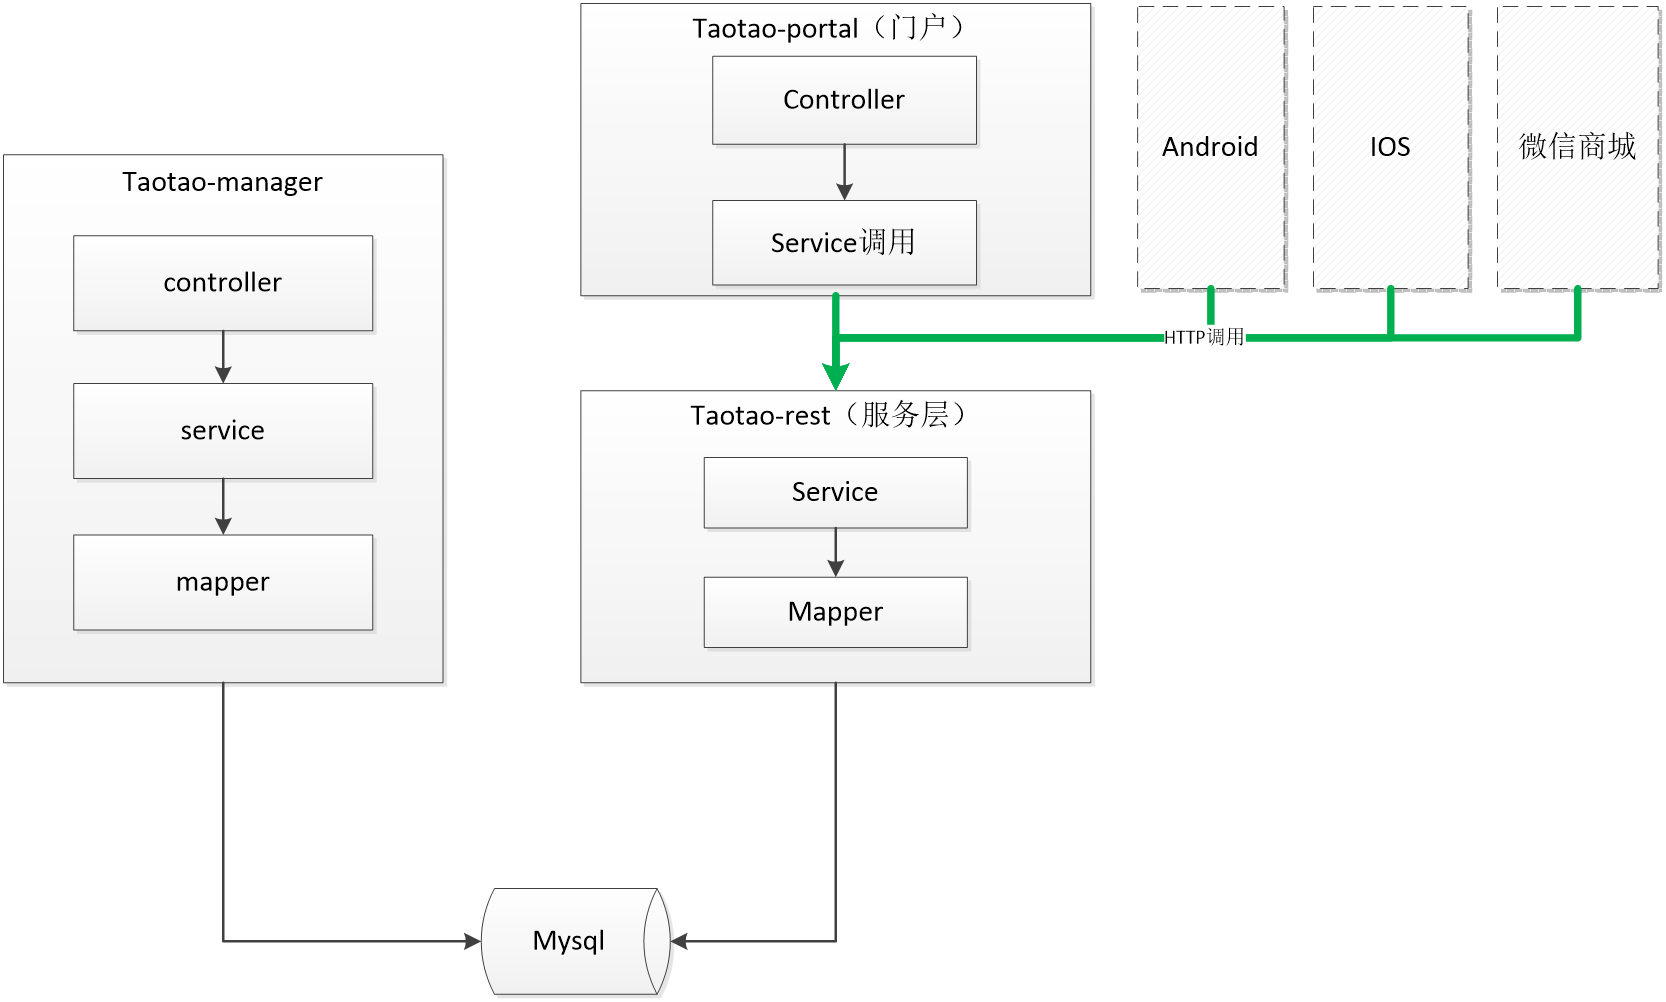 Taotao-portal（门户）
Controller
Service调用
Android
IOS
微信商城
HTTP调用
Taotao-manager
controller
service
mapper
Taotao-rest（服务层）
Service
Mapper
Mysql